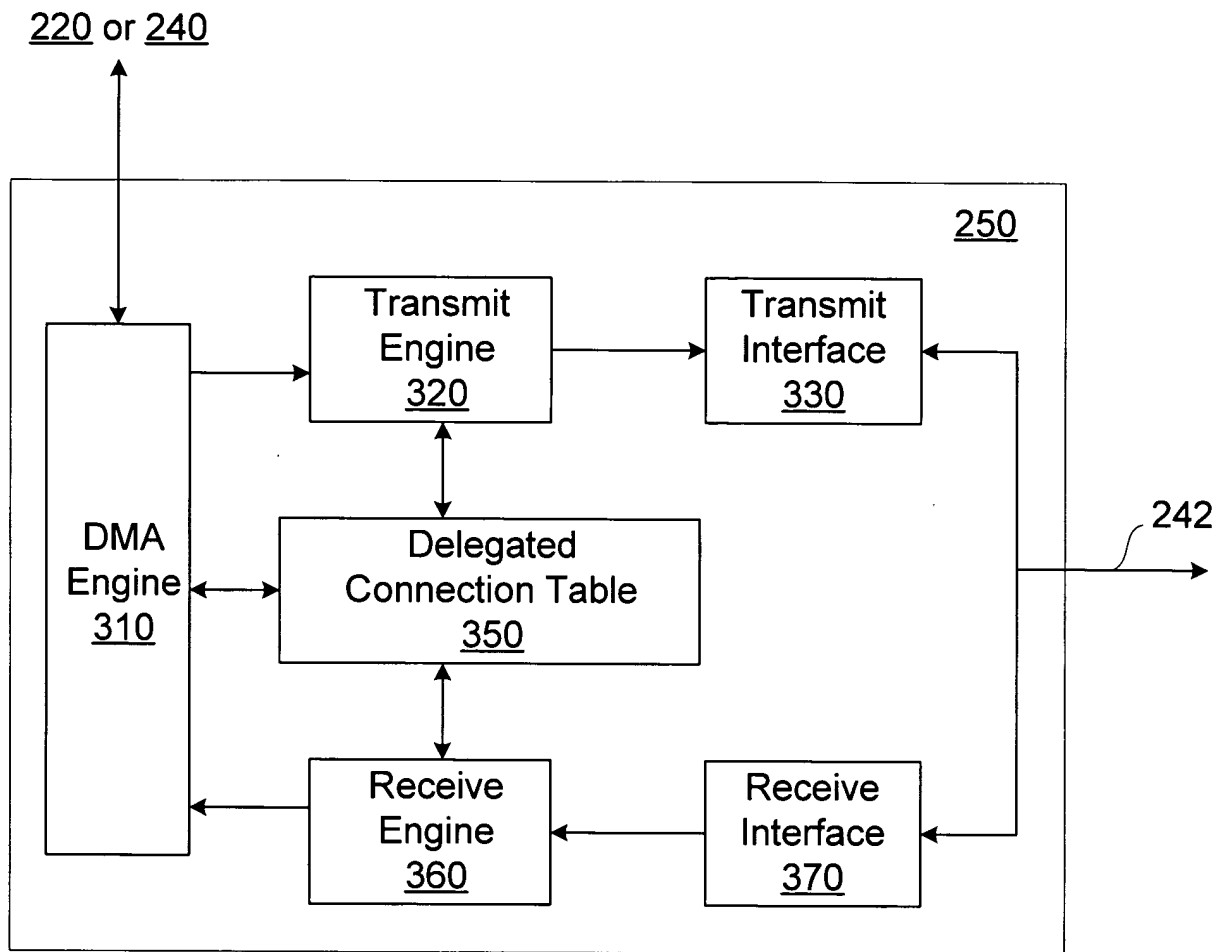 220 or 240
250
Transmit
Engine
320
Transmit
Interface
330
DMA
Engine
310
Delegated
Connection Table
350
242
Receive
Engine
360
Receive
Interface
370